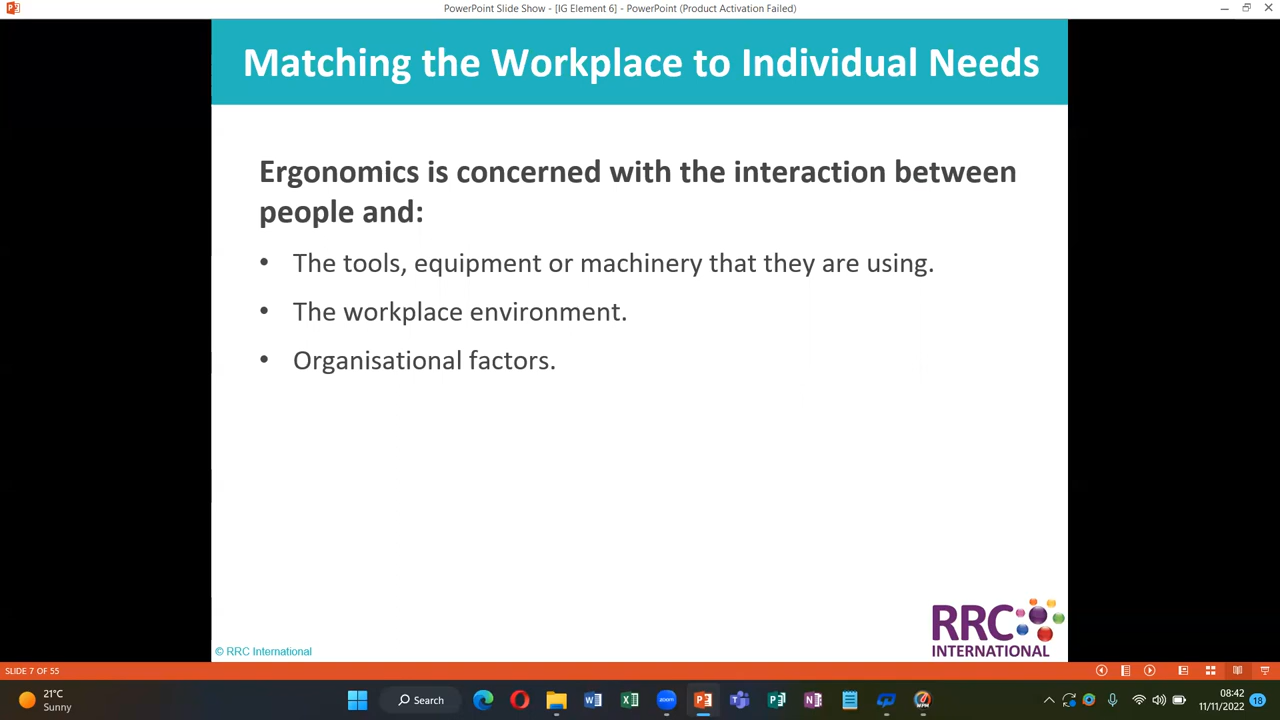 PowerPoint Slide Show - [IG Element 6] - PowerPoint (Product Activation Failed)
Matching the Workplace to Individual Needs
Ergonomics is concerned with the interaction between
people and:
• The tools, equipment or machinery that they are using.
• The workplace environment.
• Organisational factors.
RRC
INTERNATIONAL
© RRC International
SLIDE 7 OF 55
21°C
Sunny
Search
zoom
08:42
11/11/2022
18